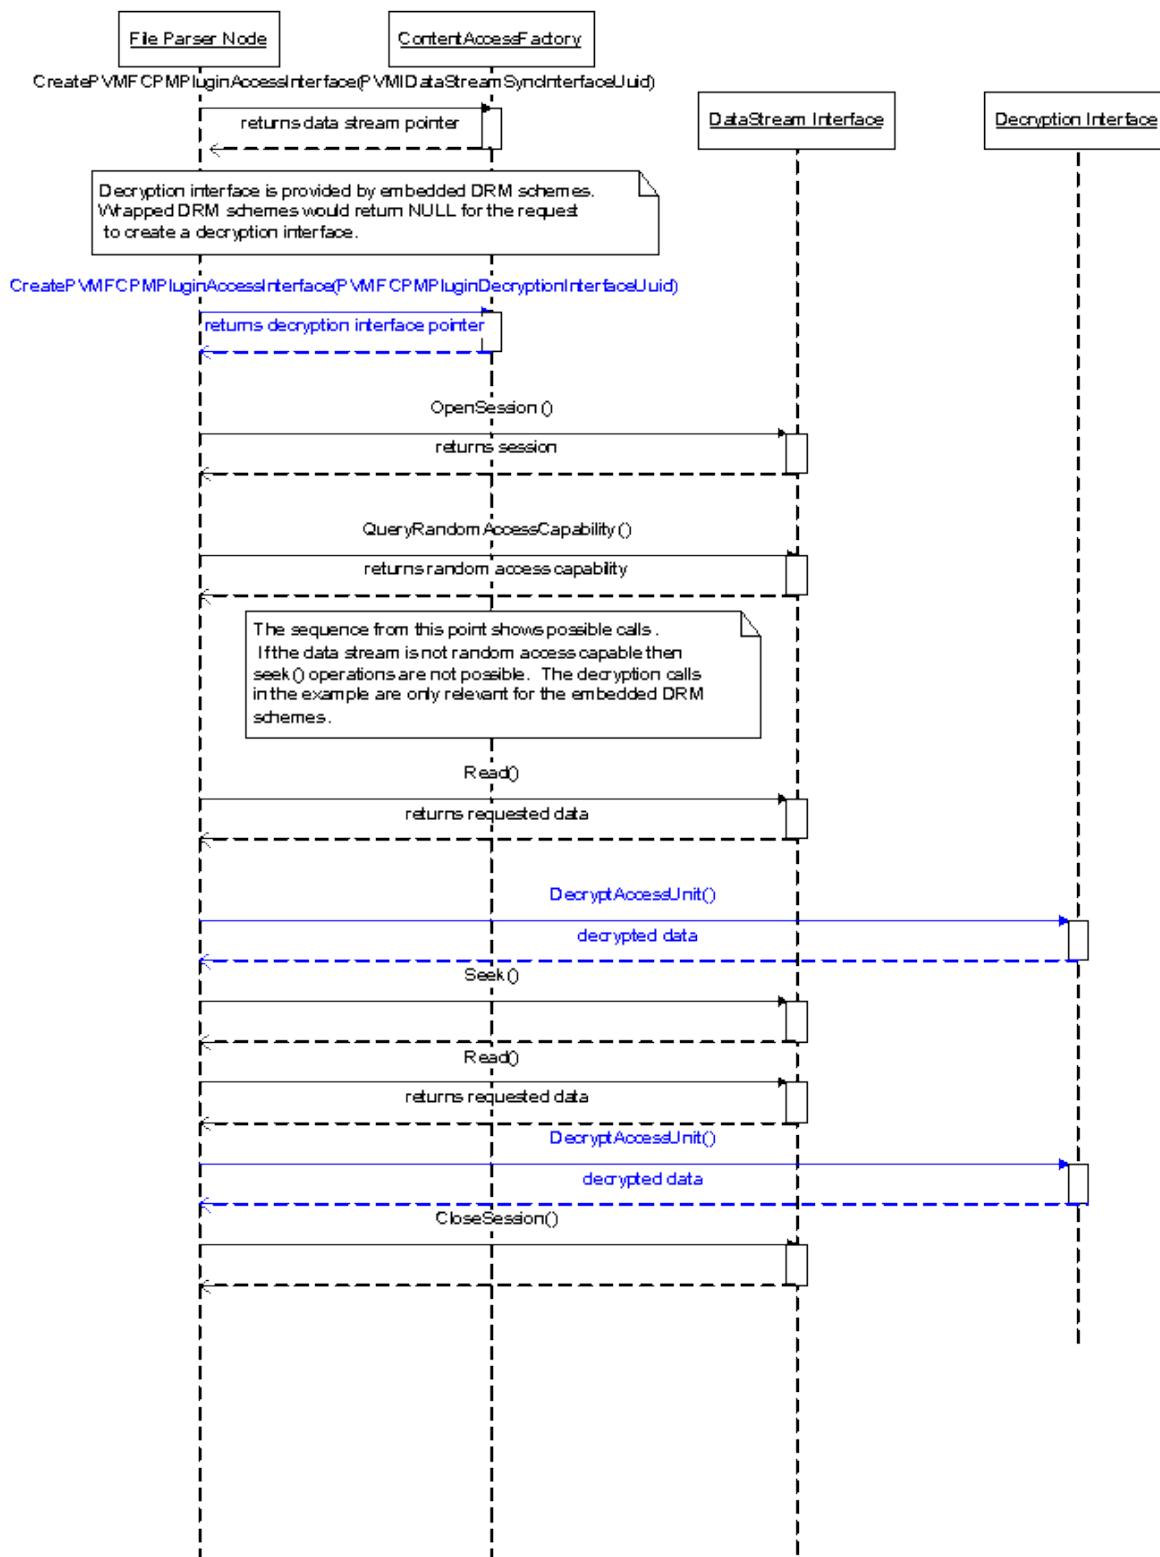 File Parser Node
ContentAccessFactory
CreatePVMFCPMPluginAccessInterface(PVMIDataStreamSyncInterfaceUuid)
DataStream Interface
Decryption Interface
returns data stream pointer
Decryption interface is provided by embedded DRM schemes.
Wrapped DRM schemes would return NULL for the request
to create a decryption interface.
CreatePVMFCPMPluginAccessInterface(PVMFCPMPluginDecryptionInterfaceUuid)
returns decryption interface pointer
OpenSession()
returns session
QueryRandomAccessCapability()
returns random access capability
The sequence from this point shows possible calls.
If the data stream is not random access capable then
seek() operations are not possible. The decryption calls
in the example are only relevant for the embedded DRM
schemes.
Read()
returns requested data
DecryptAccessUnit()
decrypted data
Seek()
Read()
returns requested data
DecryptAccessUnit()
decrypted data
CloseSession()